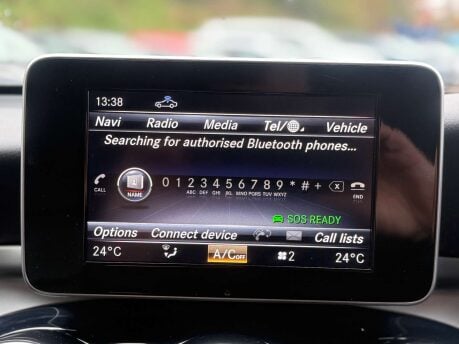 13:38
Navi Radio Media Tel/ Vehicle
Searching for authorised Bluetooth phones...
CALL NAME 0 1 2 3 4 5 6 7 8 9 * # + X END
ABC DEF GHI JKL MNO PQRS TUV WXYZ
SOS READY
Options Connect device Call lists
24°C A/C OFF 2 24°C